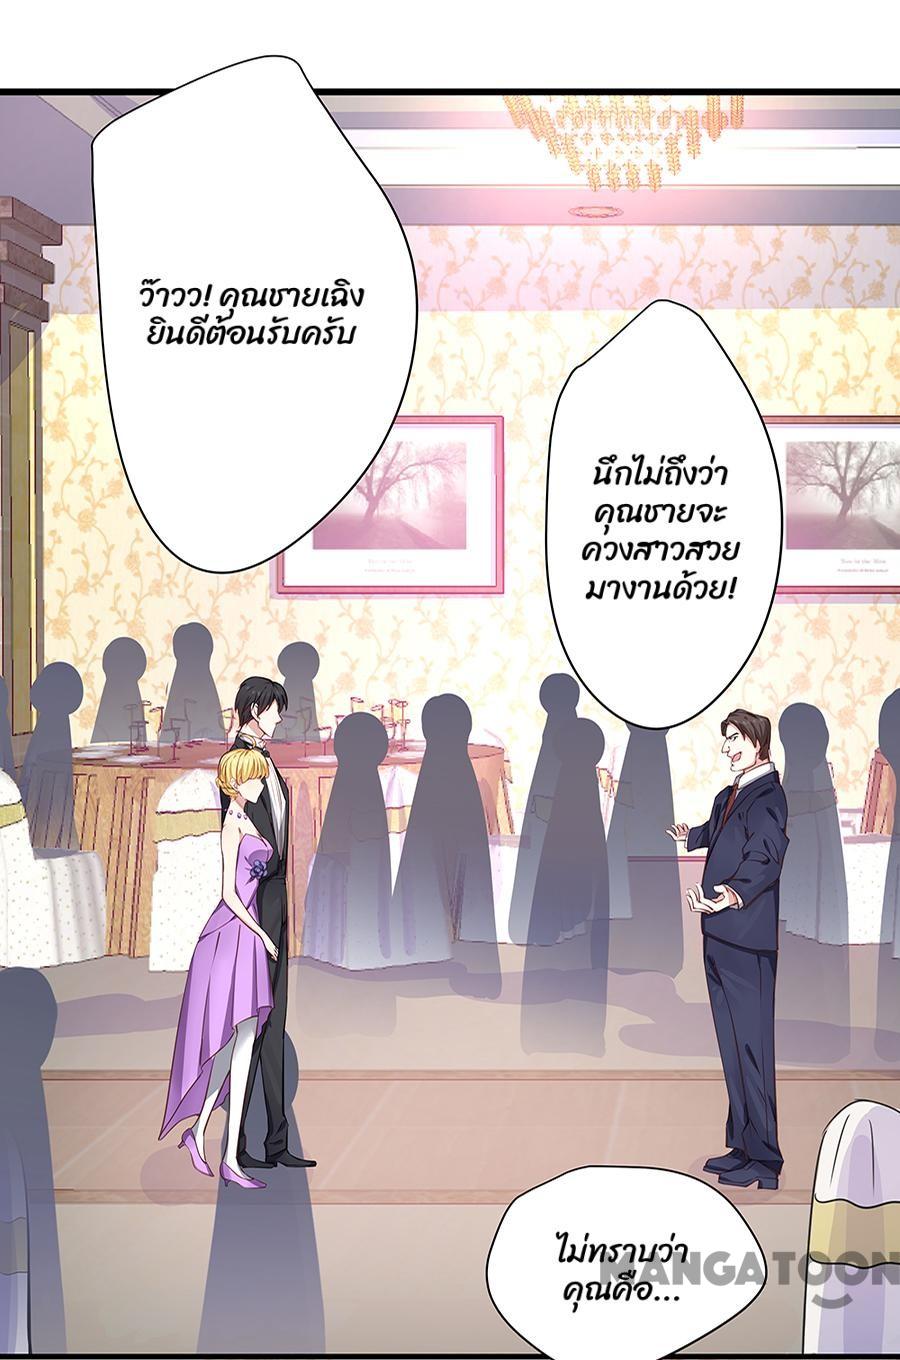 ว๊าวว! คุณชายเฉิง
ยินดีต้อนรับครับ
นึกไม่ถึงว่า
คุณชายจะ
ควงสาวสวย
มางานด้วย!
ไม่ทราบว่า
คุณคือ...
MANGATOON